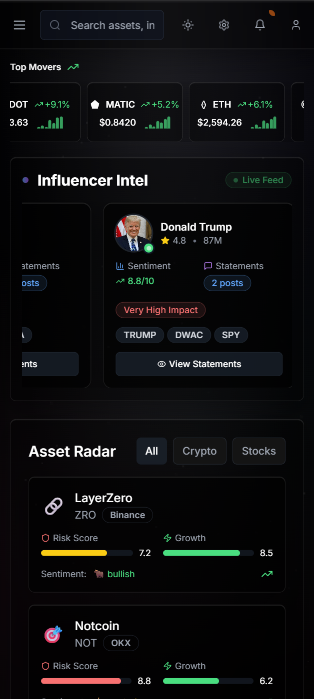 Search assets, in
Top Movers
DOT +9.1% MATIC +5.2% ETH +6.1%
3.63 $0.8420 $2,594.26
Influencer Intel Live Feed
Donald Trump
4.8 • 87M
atements Sentiment Statements
osts 8.8/10 2 posts
Very High Impact
A TRUMP DWAC SPY
ents View Statements
Asset Radar All Crypto Stocks
LayerZero
ZRO Binance
Risk Score Growth
7.2 8.5
Sentiment: bullish
Notcoin
NOT OKX
Risk Score Growth
8.8 6.2